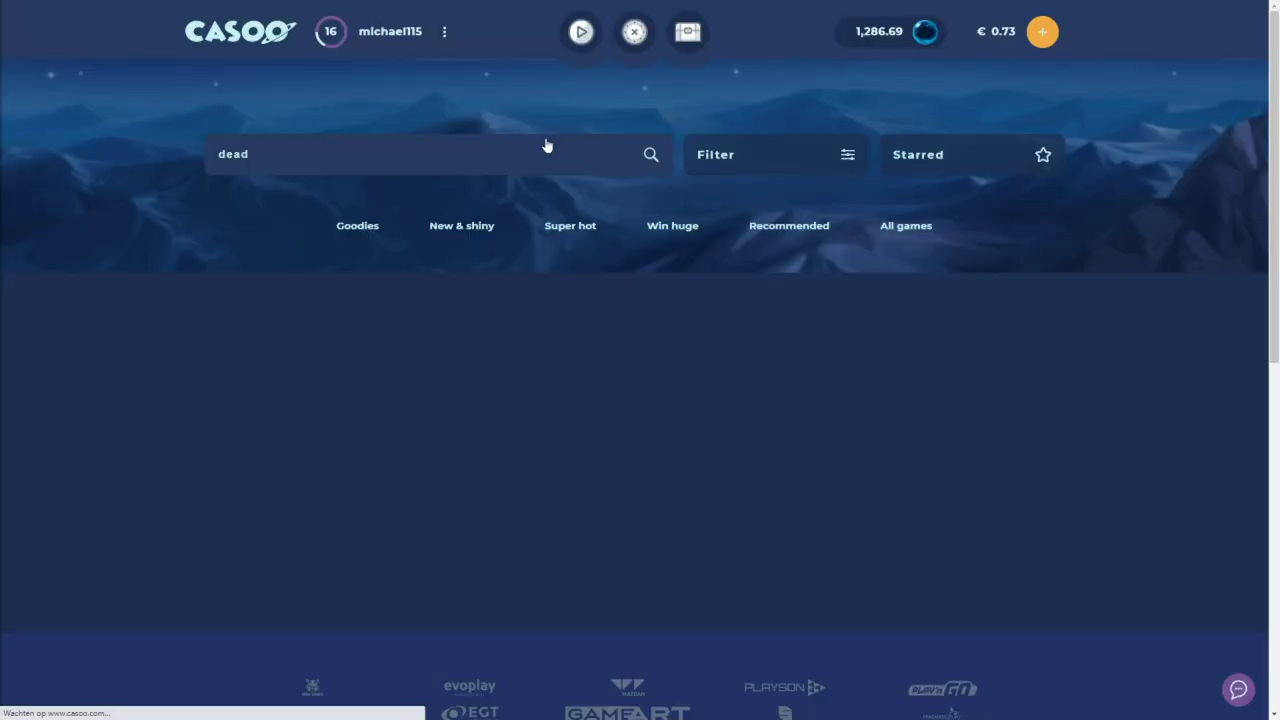 CASOO 16 michael115 1,286.69 € 0.73 +
dead Filter Starred
Goodies New & shiny Super hot Win huge Recommended All games
evoplay WAZDAN PLAYSON PLAY'n GO
EGT GAMEART
Wachten op www.casoo.com...